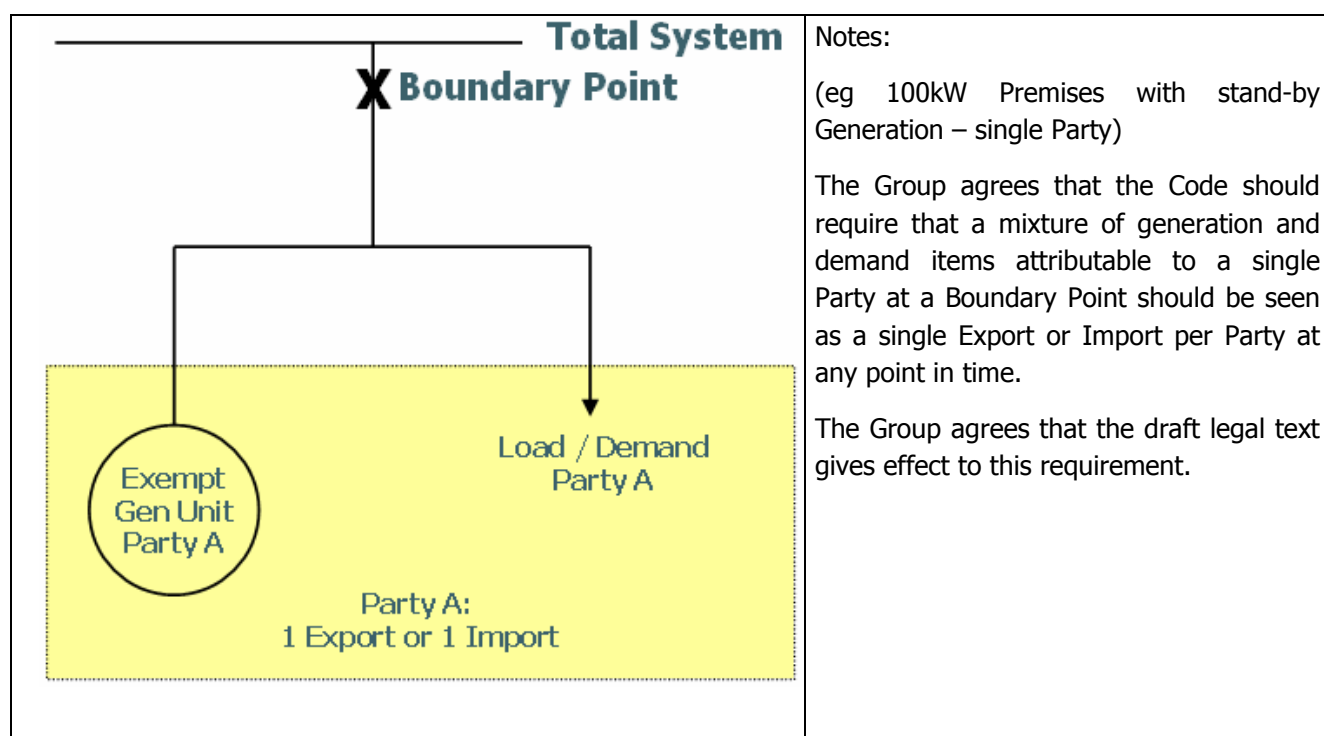 Total System
X Boundary Point
Exempt
Gen Unit
Party A
Load / Demand
Party A
Party A:
1 Export or 1 Import
Notes:
(eg 100kW Premises with stand-by
Generation – single Party)
The Group agrees that the Code should
require that a mixture of generation and
demand items attributable to a single
Party at a Boundary Point should be seen
as a single Export or Import per Party at
any point in time.
The Group agrees that the draft legal text
gives effect to this requirement.